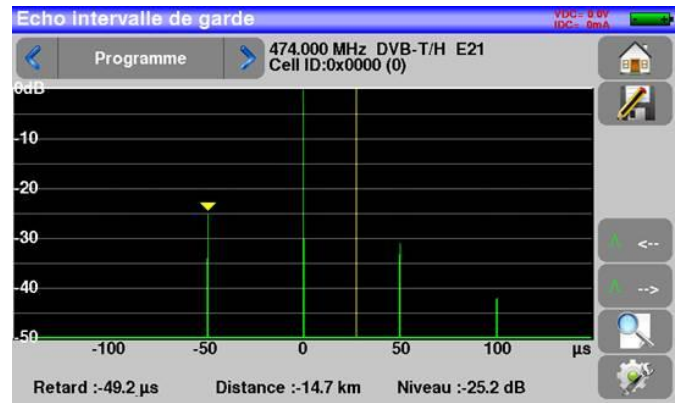 Echo intervalle de garde
VDC= 0.0V
IDC= 0mA
Programme
474.000 MHz DVB-T/H E21
Cell ID:0x0000 (0)
0dB
-10
-20
-30
-40
-50
-100 -50 0 50 100 µs
<--
-->
Retard :-49.2 µs Distance :-14.7 km Niveau :-25.2 dB